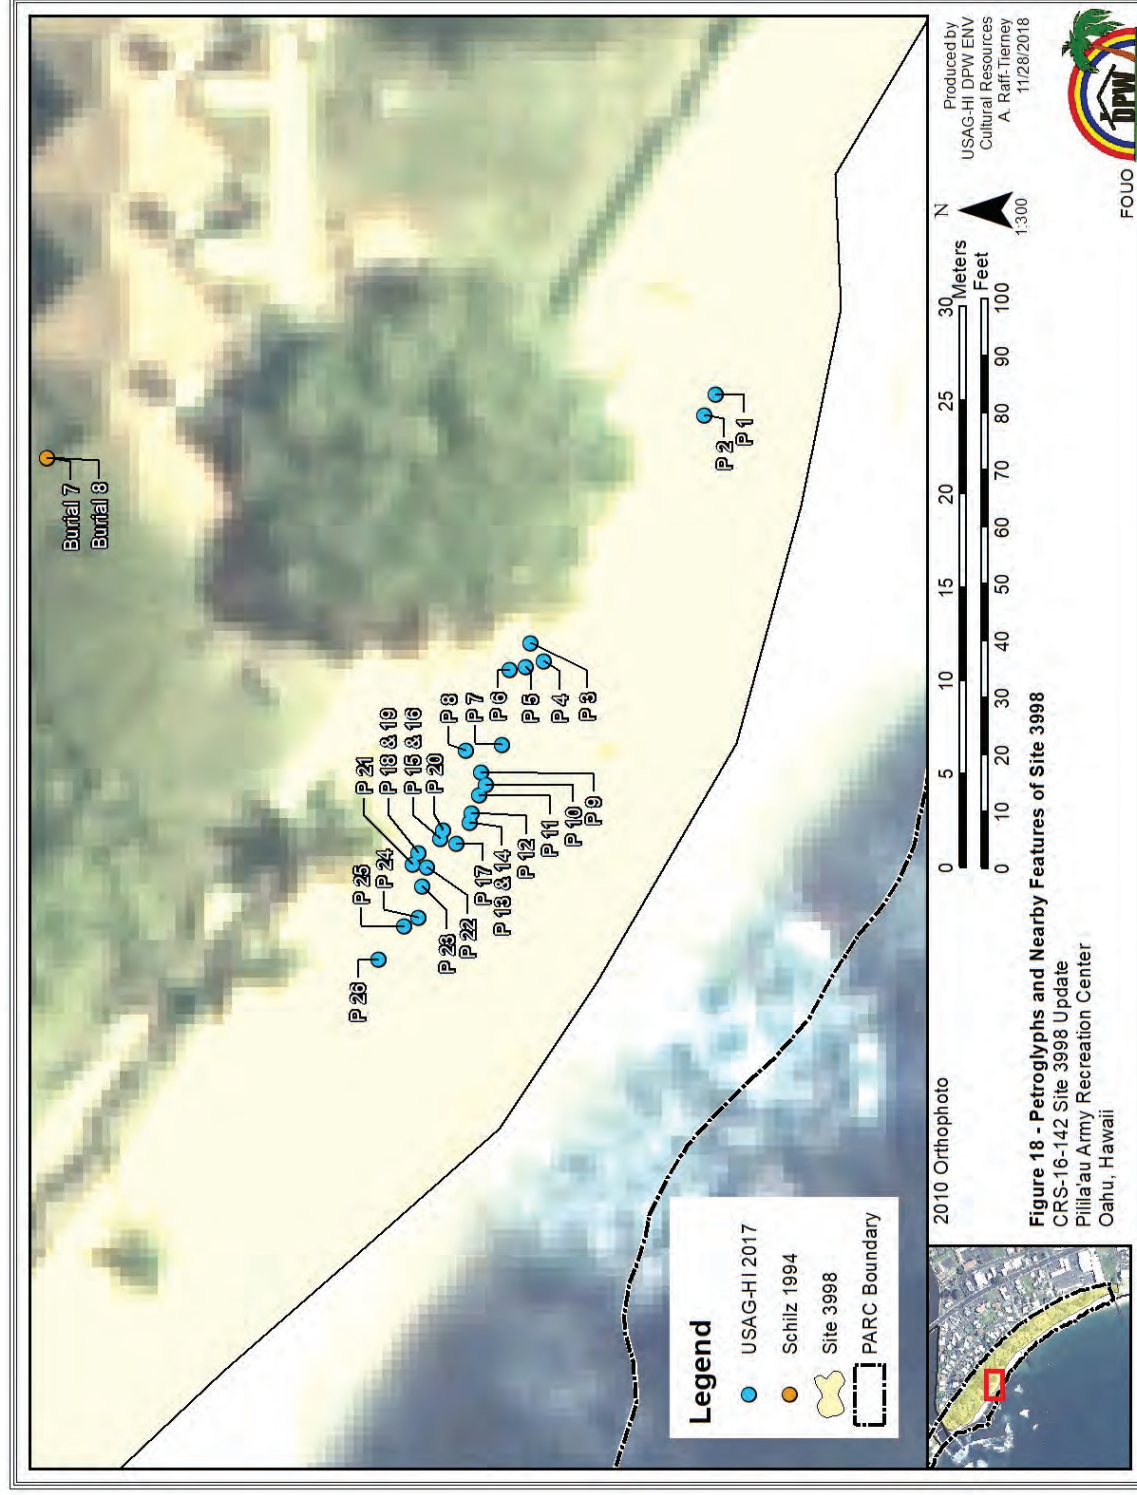 Burial 7
Burial 8
P 26
P 25
P 24
P 21
P 18 & 19
P 15 & 16
P 20
P 8
P 7
P 6
P 5
P 4
P 3
P 2
P 1
P 23
P 22
P 17
P 13 & 14
P 12
P 11
P 10
P 9
Legend
USAG-HI 2017
Schilz 1994
Site 3998
PARC Boundary
2010 Orthophoto
Figure 18 - Petroglyphs and Nearby Features of Site 3998
CRS-16-142 Site 3998 Update
Pilila'au Army Recreation Center
Oahu, Hawaii
0 5 10 15 20 25 30
Meters
Feet
0 10 20 30 40 50 60 70 80 90 100
N
1:300
Produced by
USAG-HI DPW ENV
Cultural Resources
A. Raff-Tierney
11/28/2018
DPW
FOUO